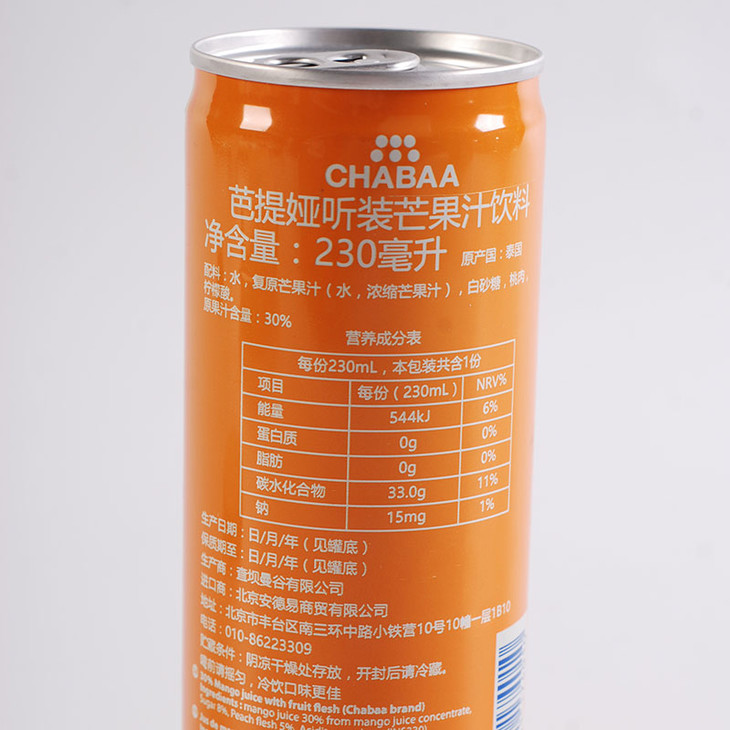 CHABAA
芭提娅听装芒果汁饮料
净含量：230毫升 原产国：泰国
配料：水，复原芒果汁（水，浓缩芒果汁），白砂糖，桃肉，
柠檬酸。
原果汁含量：30%
营养成分表
每份230mL，本包装共含1份
项目 每份（230mL） NRV%
能量 544kJ 6%
蛋白质 0g 0%
脂肪 0g 0%
碳水化合物 33.0g 11%
钠 15mg 1%
生产日期：日/月/年（见罐底）
保质期至：日/月/年（见罐底）
生产商：查坝曼谷有限公司
进口商：北京安德易商贸有限公司
地址：北京市丰台区南三环中路小铁营10号10幢一层1B10
电话：010-86223309
贮藏条件：阴凉干燥处存放，开封后请冷藏。
喝前请摇匀，冷饮口味更佳
30% Mango juice with fruit flesh (Chabaa brand)
Ingredients : mango juice 30% from mango juice concentrate,
Sugar 8%, Peach flesh 5%,